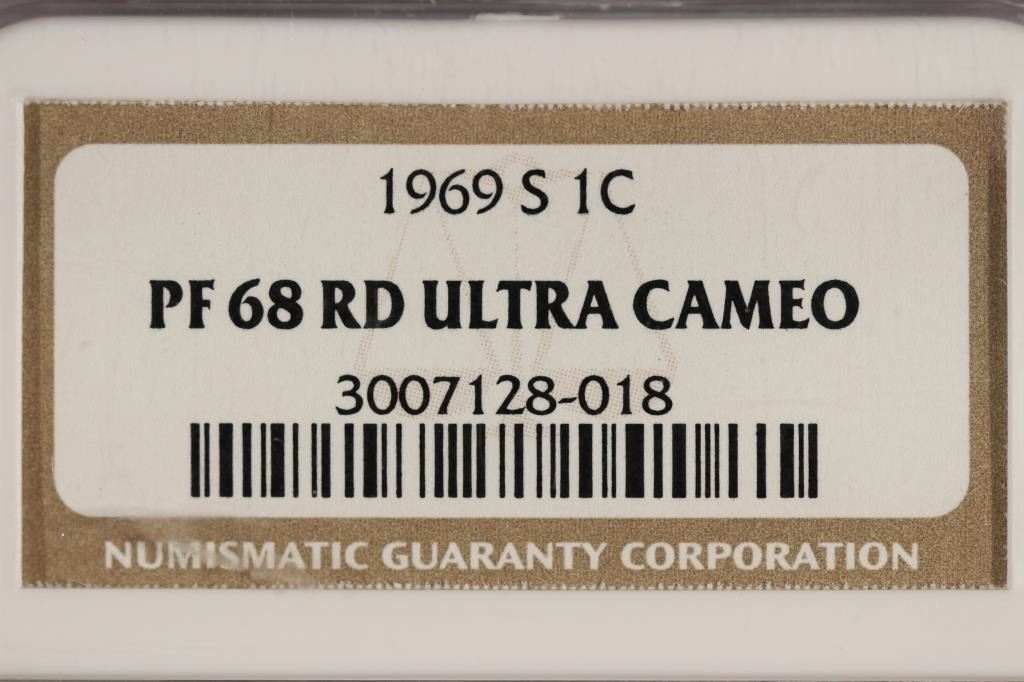 1969 S 1C
PF 68 RD ULTRA CAMEO
3007128-018
NUMISMATIC GUARANTY CORPORATION